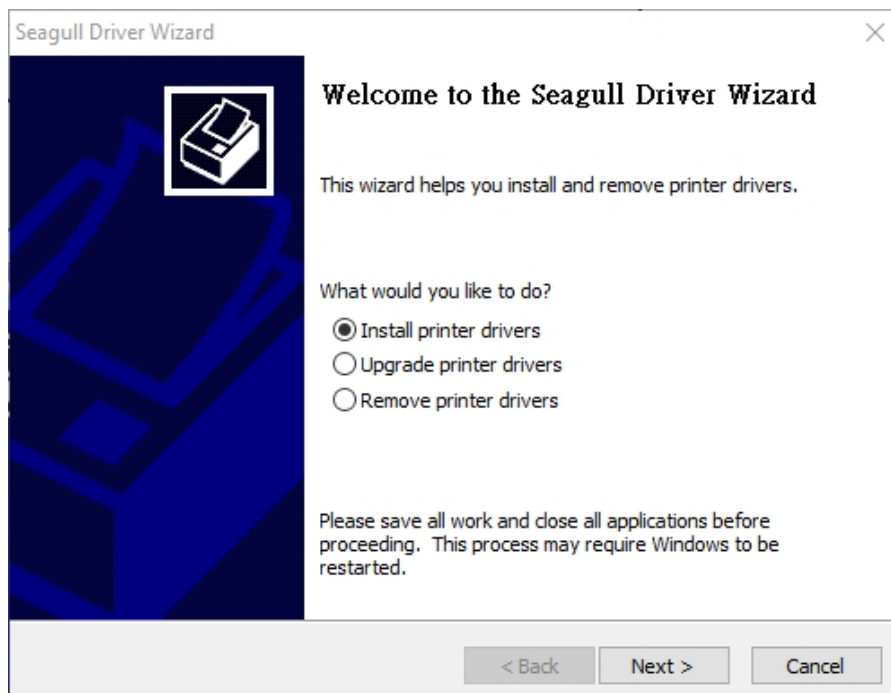 Seagull Driver Wizard
Welcome to the Seagull Driver Wizard
This wizard helps you install and remove printer drivers.
What would you like to do?
Install printer drivers
Upgrade printer drivers
Remove printer drivers
Please save all work and close all applications before
proceeding.  This process may require Windows to be
restarted.
< Back
Next >
Cancel